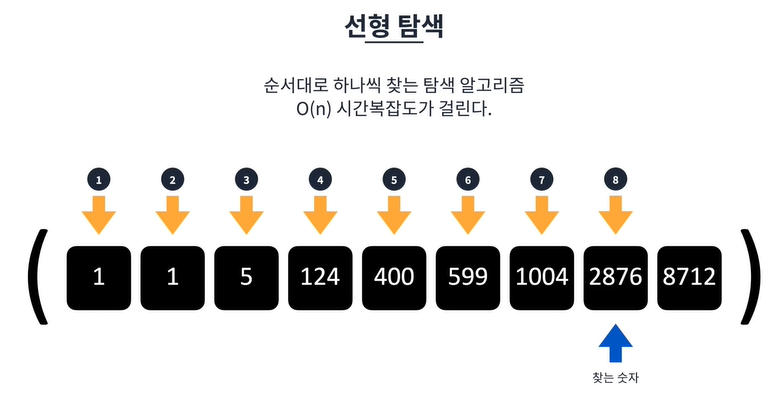 선형 탐색
순서대로 하나씩 찾는 탐색 알고리즘
O(n) 시간복잡도가 걸린다.
1 2 3 4 5 6 7 8
( 1 1 5 124 400 599 1004 2876 8712 )
찾는 숫자